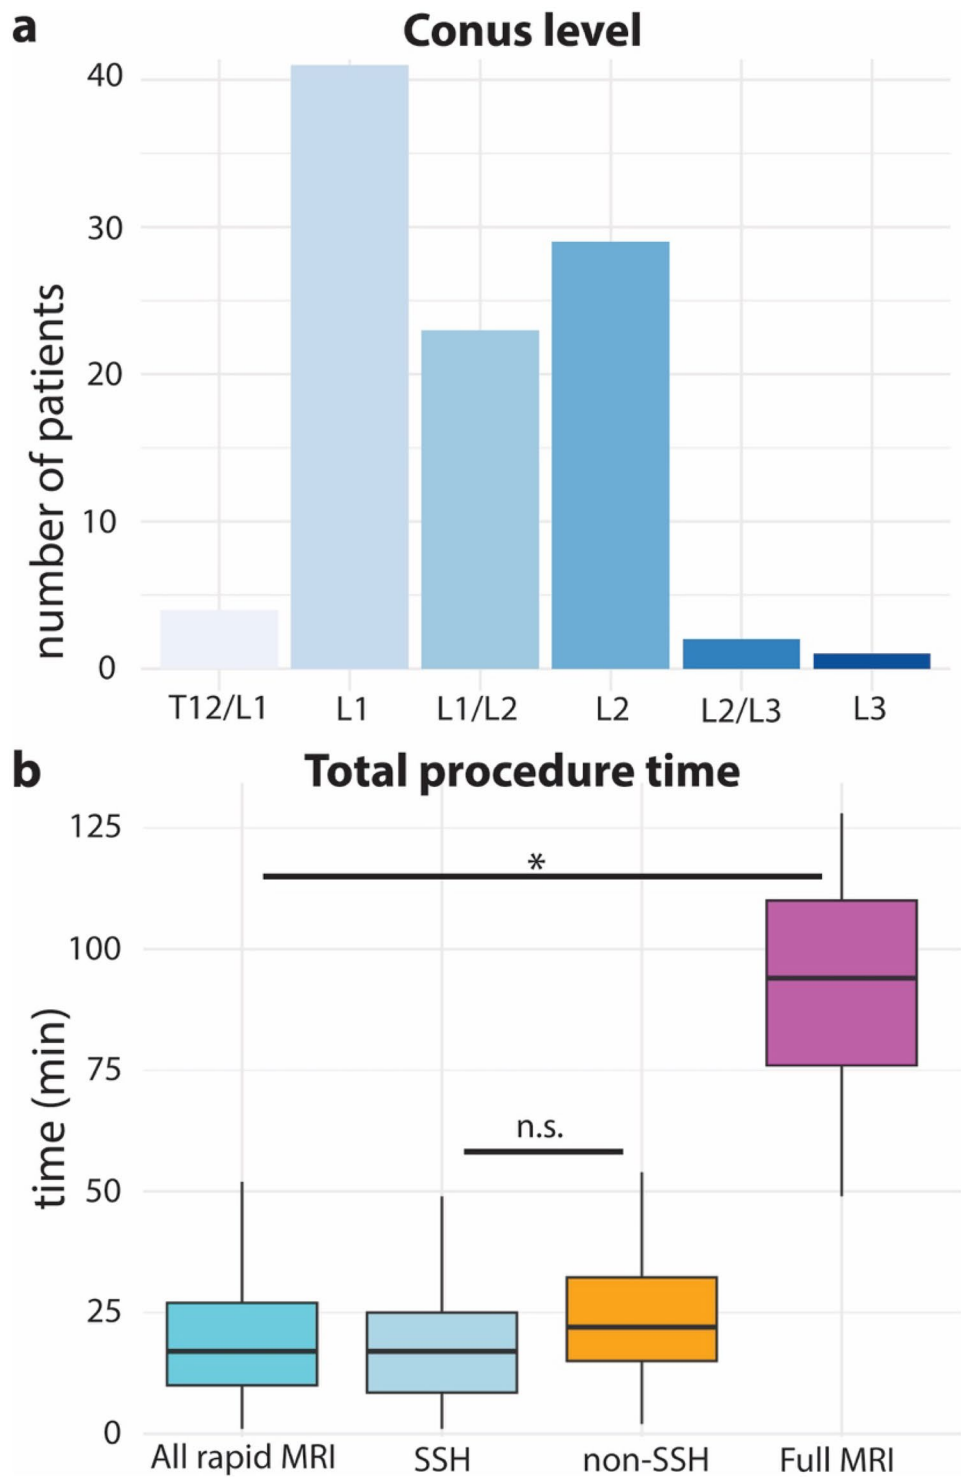 a
Conus level
number of patients
40
30
20
10
0
T12/L1 L1 L1/L2 L2 L2/L3 L3
b
Total procedure time
time (min)
125
100
75
50
25
0
*
n.s.
All rapid MRI SSH non-SSH Full MRI